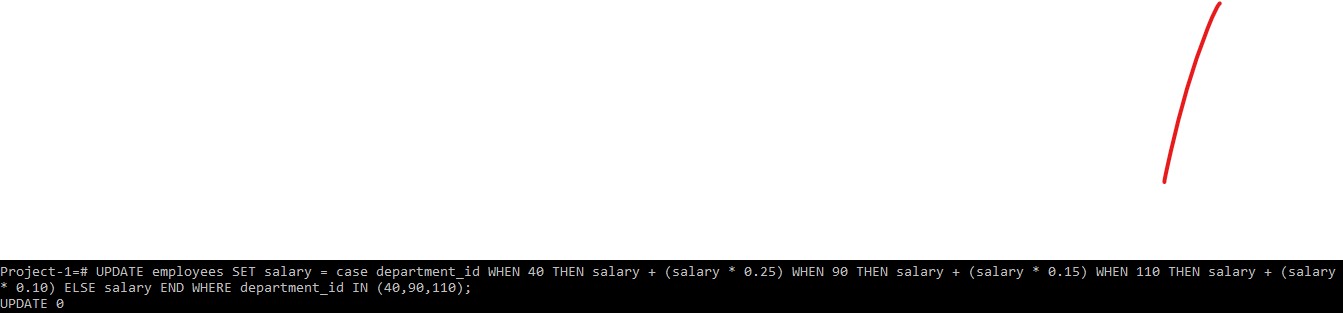 Project-1=# UPDATE employees SET salary = case department_id WHEN 40 THEN salary + (salary * 0.25) WHEN 90 THEN salary + (salary * 0.15) WHEN 110 THEN salary + (salary
* 0.10) ELSE salary END WHERE department_id IN (40,90,110);
UPDATE 0